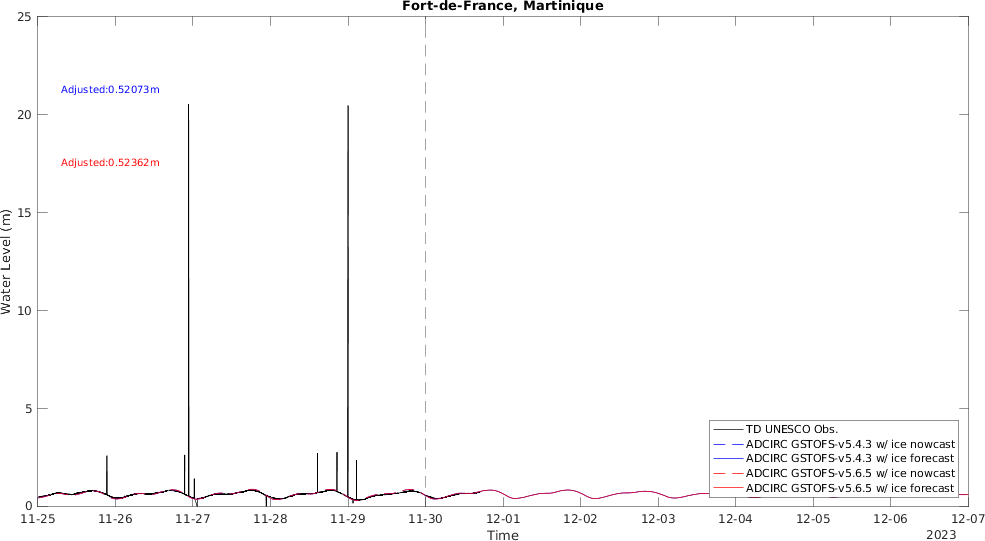 Fort-de-France, Martinique
25
20
15
10
5
0
Water Level (m)
Adjusted:0.52073m
Adjusted:0.52362m
TD UNESCO Obs.
ADCIRC GSTOFS-v5.4.3 w/ ice nowcast
ADCIRC GSTOFS-v5.4.3 w/ ice forecast
ADCIRC GSTOFS-v5.6.5 w/ ice nowcast
ADCIRC GSTOFS-v5.6.5 w/ ice forecast
11-25 11-26 11-27 11-28 11-29 11-30 12-01 12-02 12-03 12-04 12-05 12-06 12-07
Time
2023